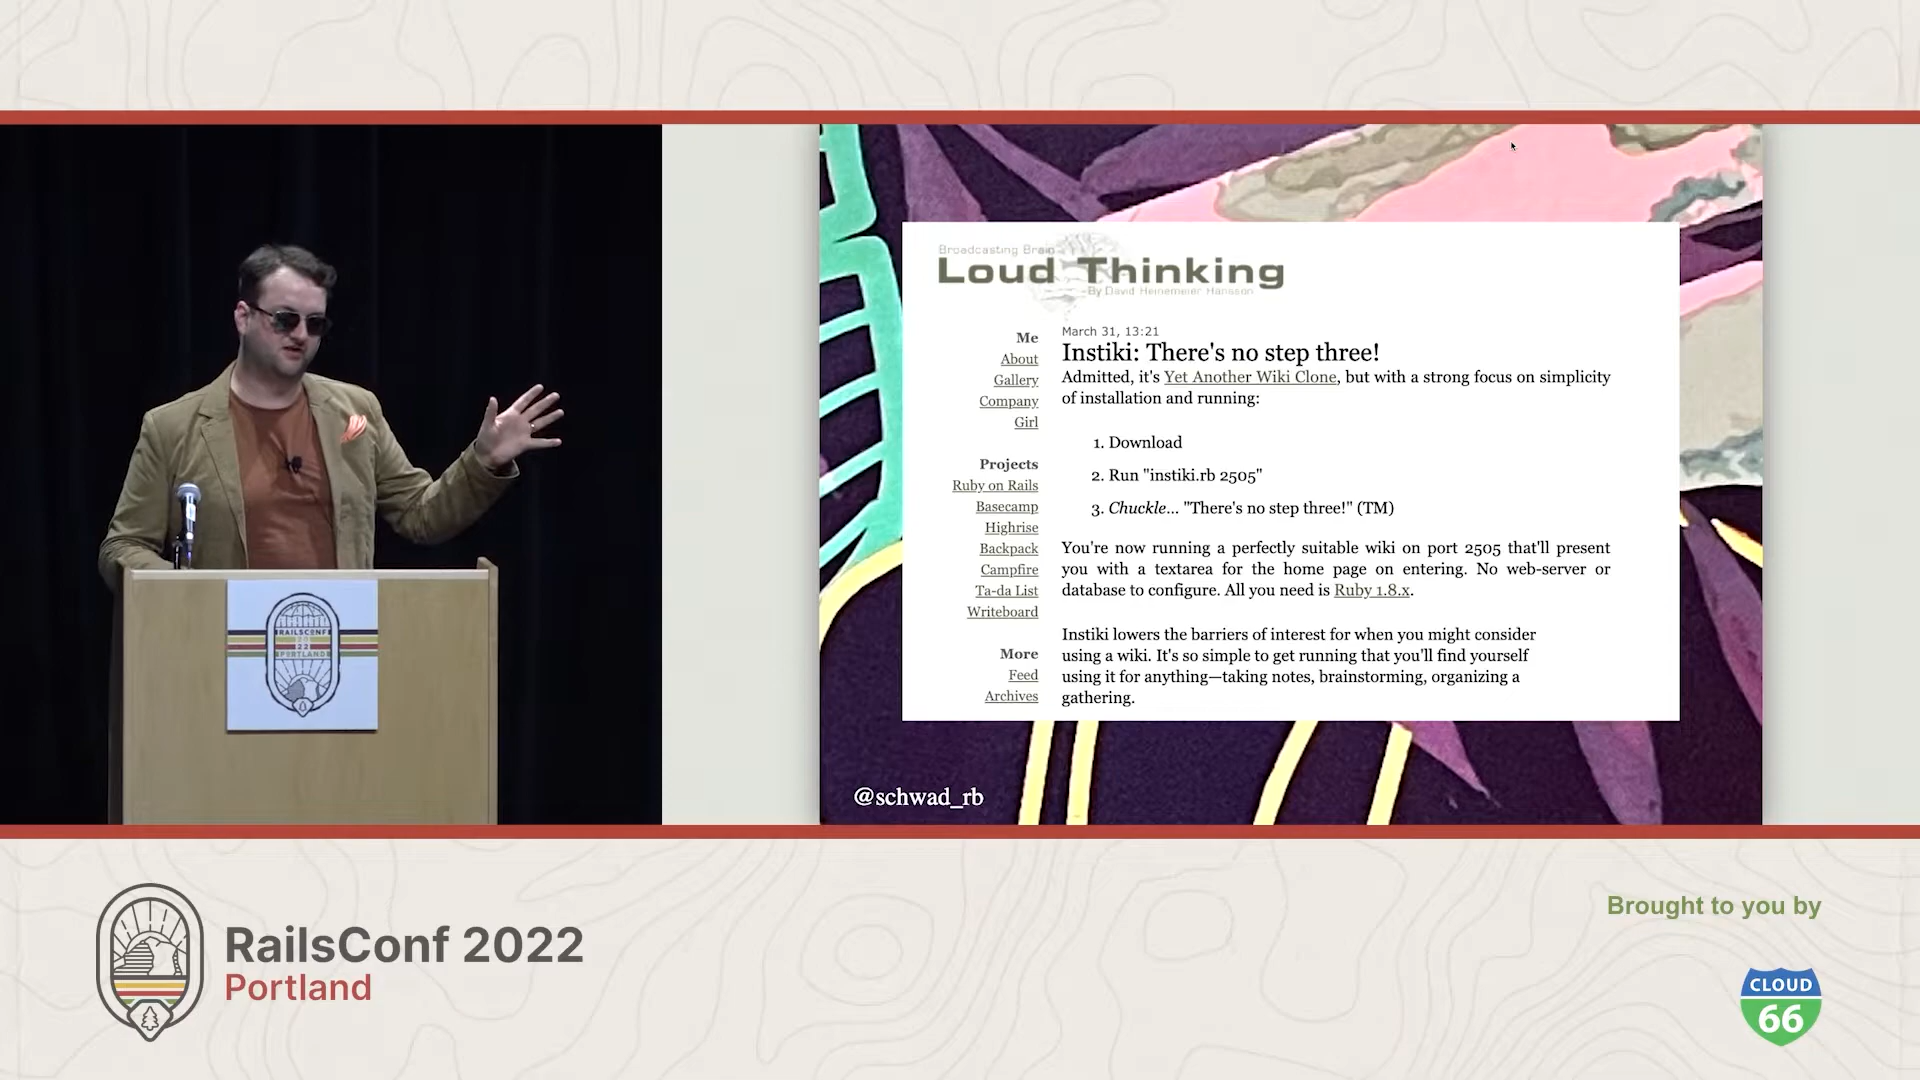 Broadcasting Brain
Loud Thinking
By David Heinemeier Hansson
Me
About
Gallery
Company
Girl
Projects
Ruby on Rails
Basecamp
Highrise
Backpack
Campfire
Ta-da List
Writeboard
More
Feed
Archives
March 31, 13:21
Instiki: There's no step three!
Admitted, it's Yet Another Wiki Clone, but with a strong focus on simplicity
of installation and running:
1. Download
2. Run "instiki.rb 2505"
3. Chuckle... "There's no step three!" (TM)
You're now running a perfectly suitable wiki on port 2505 that'll present
you with a textarea for the home page on entering. No web-server or
database to configure. All you need is Ruby 1.8.x.
Instiki lowers the barriers of interest for when you might consider
using a wiki. It's so simple to get running that you'll find yourself
using it for anything—taking notes, brainstorming, organizing a
gathering.
@schwad_rb
RAILSCONF
20
22
PORTLAND
RailsConf 2022
Portland
Brought to you by
CLOUD
66